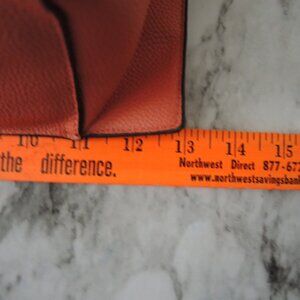 10 11 12 13 14 15
the difference. Northwest Direct 877-67
www.northwestsavingsbank